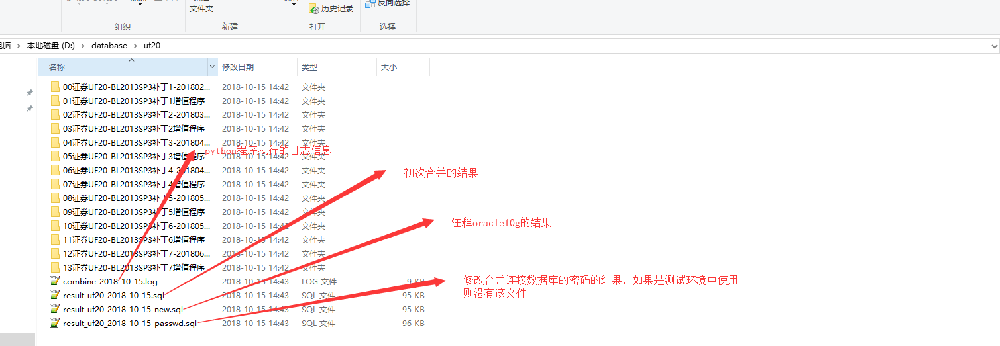 文件夹
历史记录
反向选择
组织
新建
打开
选择
电脑 › 本地磁盘 (D:) › database › uf20
名称 修改日期 类型 大小
00证券UF20-BL2013SP3补丁1-201802... 2018-10-15 14:42 文件夹
01证券UF20-BL2013SP3补丁1增值程序 2018-10-15 14:42 文件夹
02证券UF20-BL2013SP3补丁2-201803... 2018-10-15 14:42 文件夹
03证券UF20-BL2013SP3补丁2增值程序 2018-10-15 14:42 文件夹
04证券UF20-BL2013SP3补丁3-201804... 2018-10-15 14:42 文件夹
python程序执行的日志信息
05证券UF20-BL2013SP3补丁3增值程序 2018-10-15 14:42 文件夹
06证券UF20-BL2013SP3补丁4-201804... 2018-10-15 14:42 文件夹
初次合并的结果
07证券UF20-BL2013SP3补丁4增值程序 2018-10-15 14:42 文件夹
08证券UF20-BL2013SP3补丁5-201805... 2018-10-15 14:42 文件夹
09证券UF20-BL2013SP3补丁5增值程序 2018-10-15 14:42 文件夹
10证券UF20-BL2013SP3补丁6-201805... 2018-10-15 14:42 文件夹
注释oracle10g的结果
11证券UF20-BL2013SP3补丁6增值程序 2018-10-15 14:42 文件夹
12证券UF20-BL2013SP3补丁7-201806... 2018-10-15 14:42 文件夹
13证券UF20-BL2013SP3补丁7增值程序 2018-10-15 14:42 文件夹
combine_2018-10-15.log 2018-10-15 14:43 LOG 文件 9 KB
修改合并连接数据库的密码的结果，如果是测试环境中使用
则没有该文件
result_uf20_2018-10-15.sql 2018-10-15 14:43 SQL 文件 95 KB
result_uf20_2018-10-15-new.sql 2018-10-15 14:43 SQL 文件 95 KB
result_uf20_2018-10-15-passwd.sql 2018-10-15 14:43 SQL 文件 96 KB